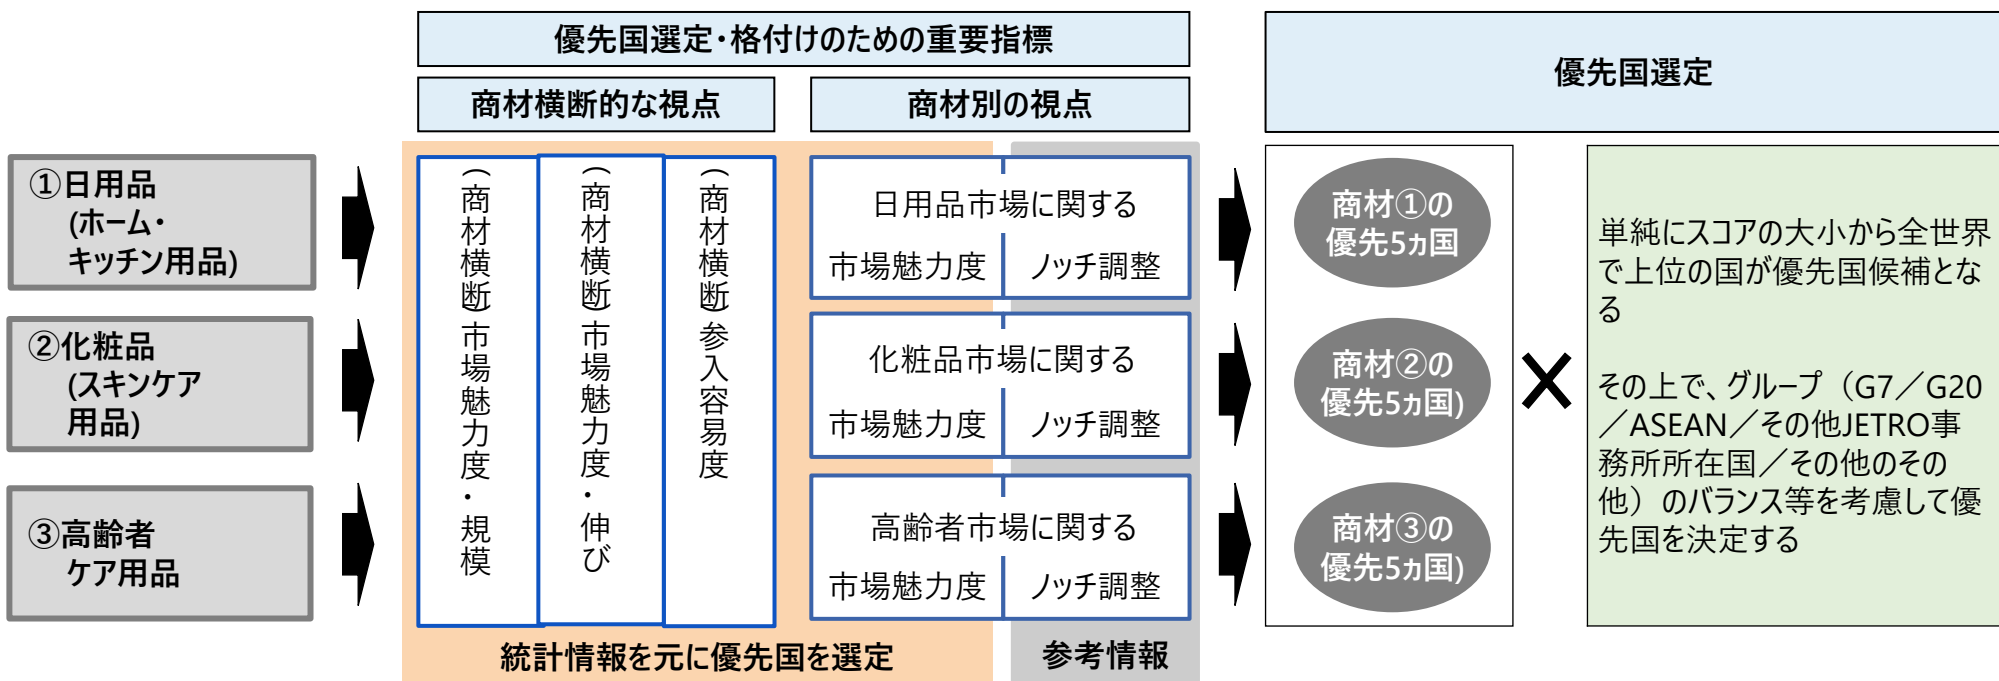 優先国選定・格付けのための重要指標
商材横断的な視点
商材別の視点
優先国選定
①日用品
(ホーム・
キッチン用品)
②化粧品
(スキンケア
用品)
③高齢者
ケア用品
(商材横断)市場魅力度・規模
(商材横断)市場魅力度・伸び
(商材横断)参入容易度
日用品市場に関する
市場魅力度
ノッチ調整
化粧品市場に関する
市場魅力度
ノッチ調整
高齢者市場に関する
市場魅力度
ノッチ調整
統計情報を元に優先国を選定
参考情報
商材①の
優先5ヵ国
商材②の
優先5ヵ国)
商材③の
優先5ヵ国)
単純にスコアの大小から全世界
で上位の国が優先国候補とな
る
その上で、グループ（G7／G20
／ASEAN／その他JETRO事
務所所在国／その他のその
他）のバランス等を考慮して優
先国を決定する